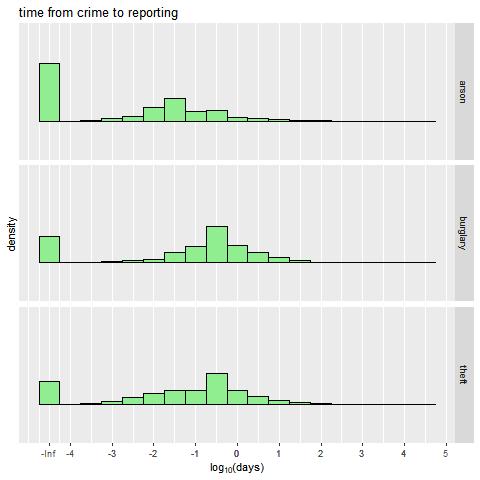 time from crime to reporting
density
arson
burglary
theft
-Inf -4 -3 -2 -1 0 1 2 3 4 5
log10(days)